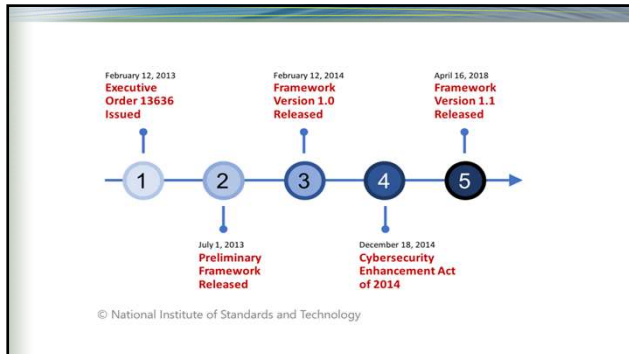 February 12, 2013
Executive
Order 13636
Issued
February 12, 2014
Framework
Version 1.0
Released
April 16, 2018
Framework
Version 1.1
Released
1
2
3
4
5
July 1, 2013
Preliminary
Framework
Released
December 18, 2014
Cybersecurity
Enhancement Act
of 2014
© National Institute of Standards and Technology